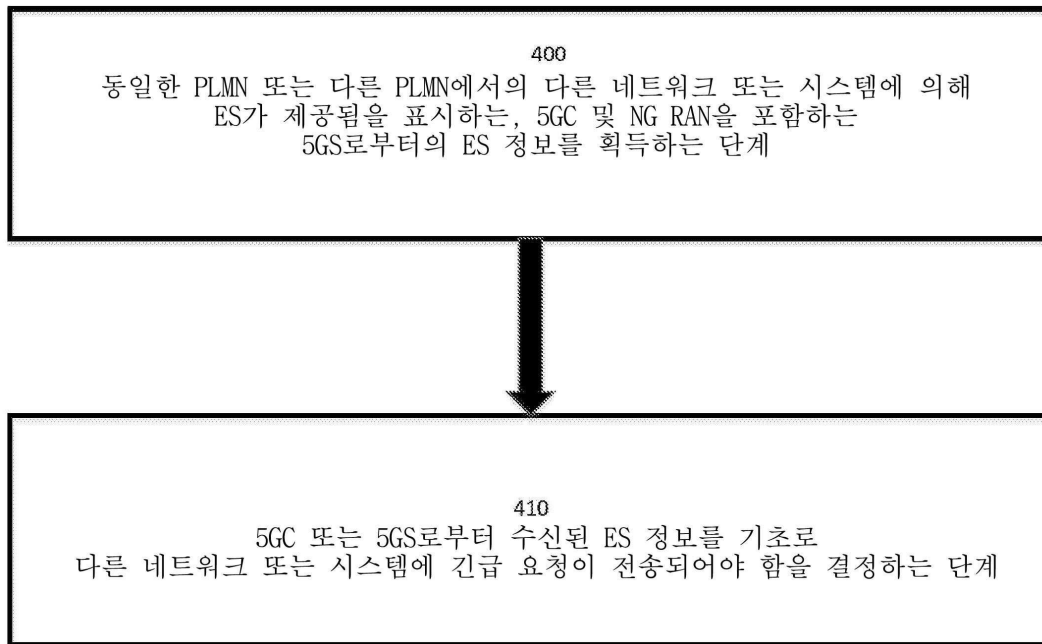 400
동일한 PLMN 또는 다른 PLMN에서의 다른 네트워크 또는 시스템에 의해
ES가 제공됨을 표시하는, 5GC 및 NG RAN을 포함하는
5GS로부터의 ES 정보를 획득하는 단계
410
5GC 또는 5GS로부터 수신된 ES 정보를 기초로
다른 네트워크 또는 시스템에 긴급 요청이 전송되어야 함을 결정하는 단계